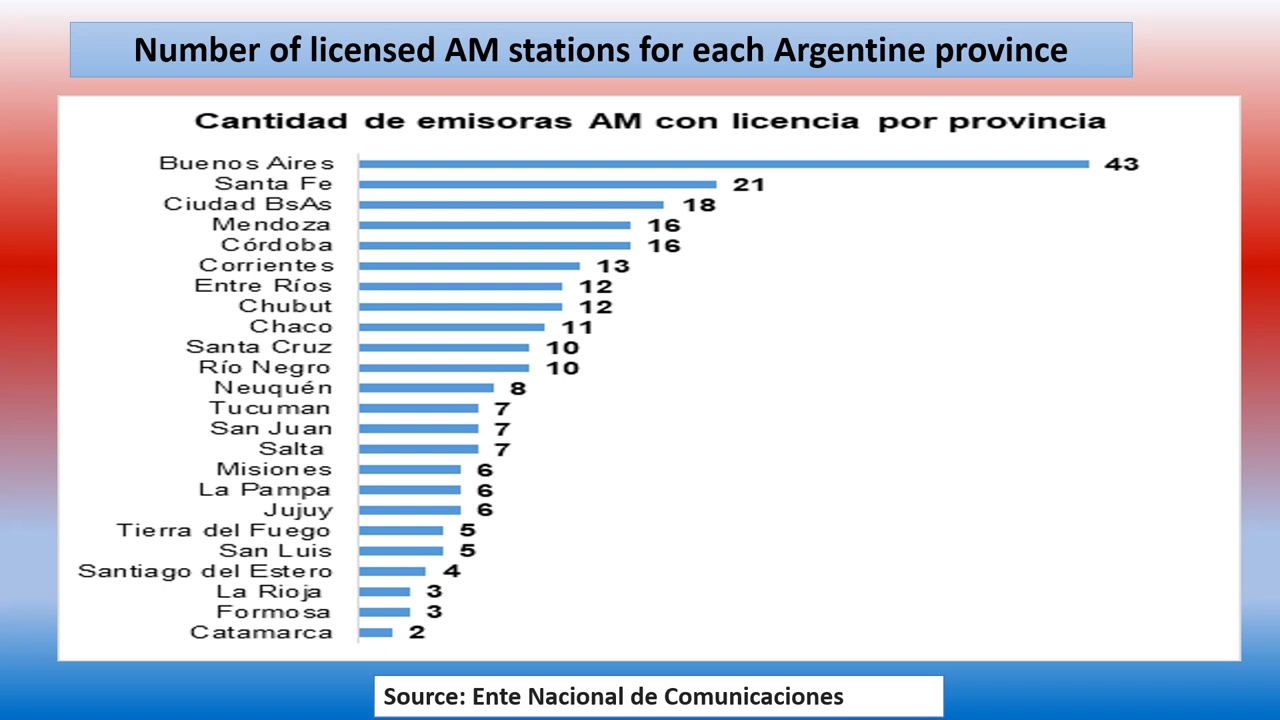 Number of licensed AM stations for each Argentine province
Cantidad de emisoras AM con licencia por provincia
Buenos Aires 43
Santa Fe 21
Ciudad BsAs 18
Mendoza 16
Córdoba 16
Corrientes 13
Entre Ríos 12
Chubut 12
Chaco 11
Santa Cruz 10
Río Negro 10
Neuquén 8
Tucuman 7
San Juan 7
Salta 7
Misiones 6
La Pampa 6
Jujuy 6
Tierra del Fuego 5
San Luis 5
Santiago del Estero 4
La Rioja 3
Formosa 3
Catamarca 2
Source: Ente Nacional de Comunicaciones